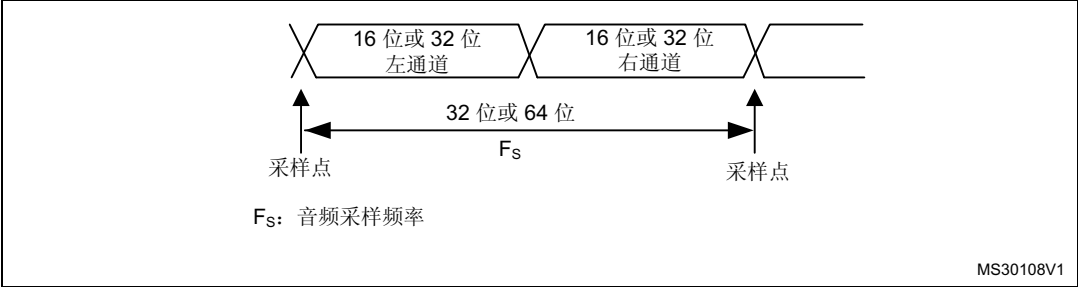 16 位或 32 位
左通道
16 位或 32 位
右通道
32 位或 64 位
FS
采样点
采样点
FS：音频采样频率
MS30108V1